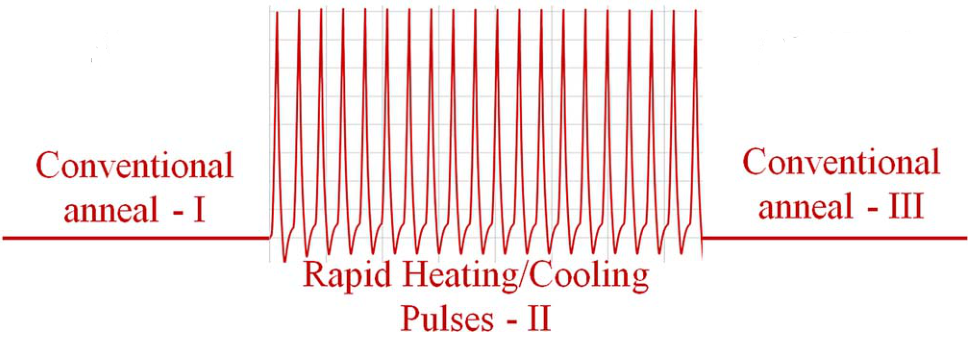 Conventional
anneal - I
Rapid Heating/Cooling
Pulses - II
Conventional
anneal - III